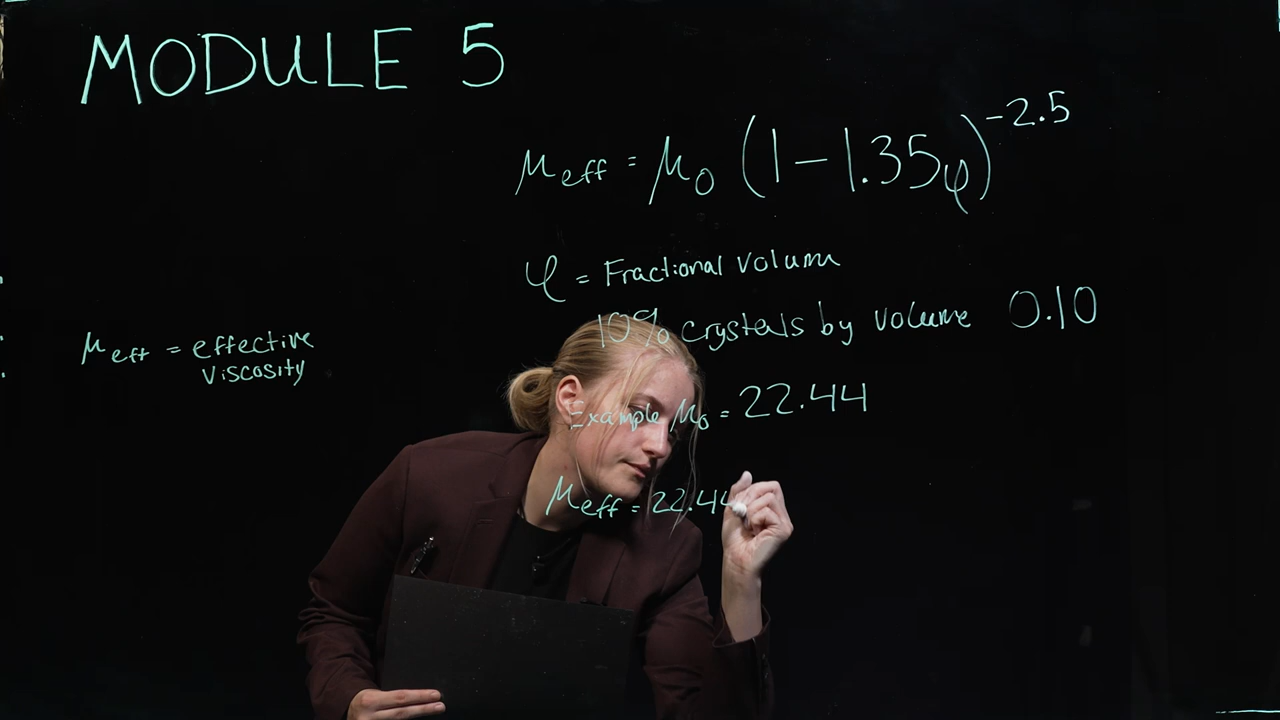 MODULE 5
μeff = μ0 (1 - 1.35φ)^-2.5
φ = Fractional Volume
10% crystals by volume 0.10
μeff = effective
viscosity
Example μ0 = 22.44
μeff = 22.44